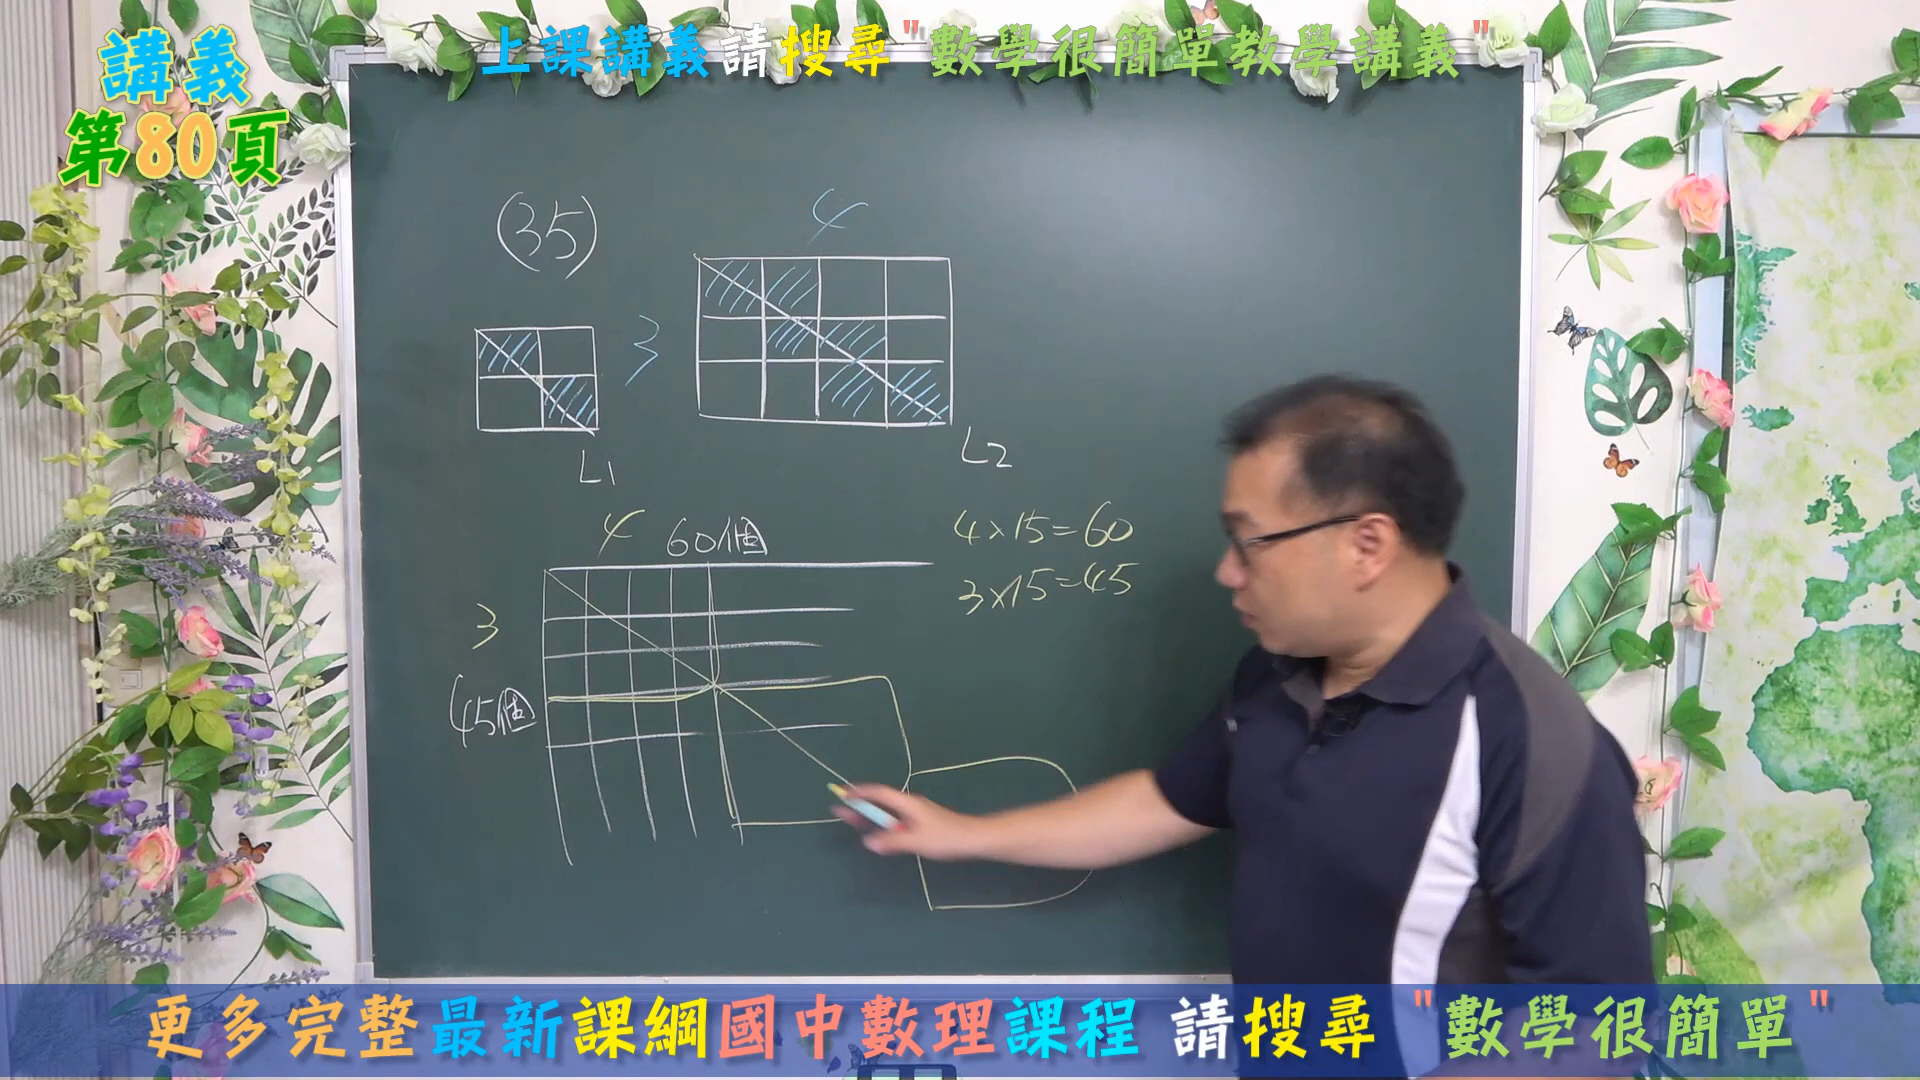 講義
第80頁
上課講義請搜尋"數學很簡單教學講義"
(35)
4
3
L1
L2
4 60個
4×15=60
3×15=45
3
45個
更多完整最新課綱國中數理課程 請搜尋 "數學很簡單"